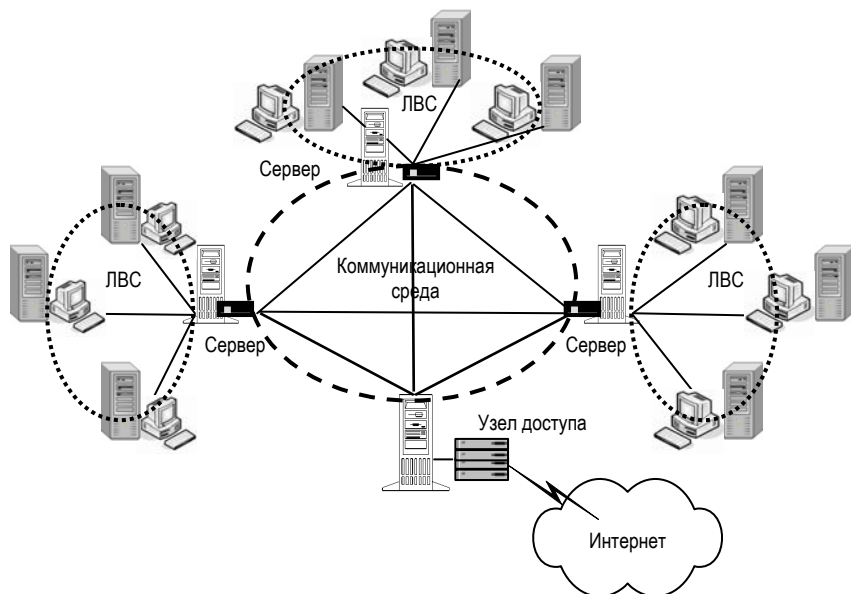 ЛВС
Сервер
Коммуникационная
среда
ЛВС
Сервер
ЛВС
Сервер
Узел доступа
Интернет